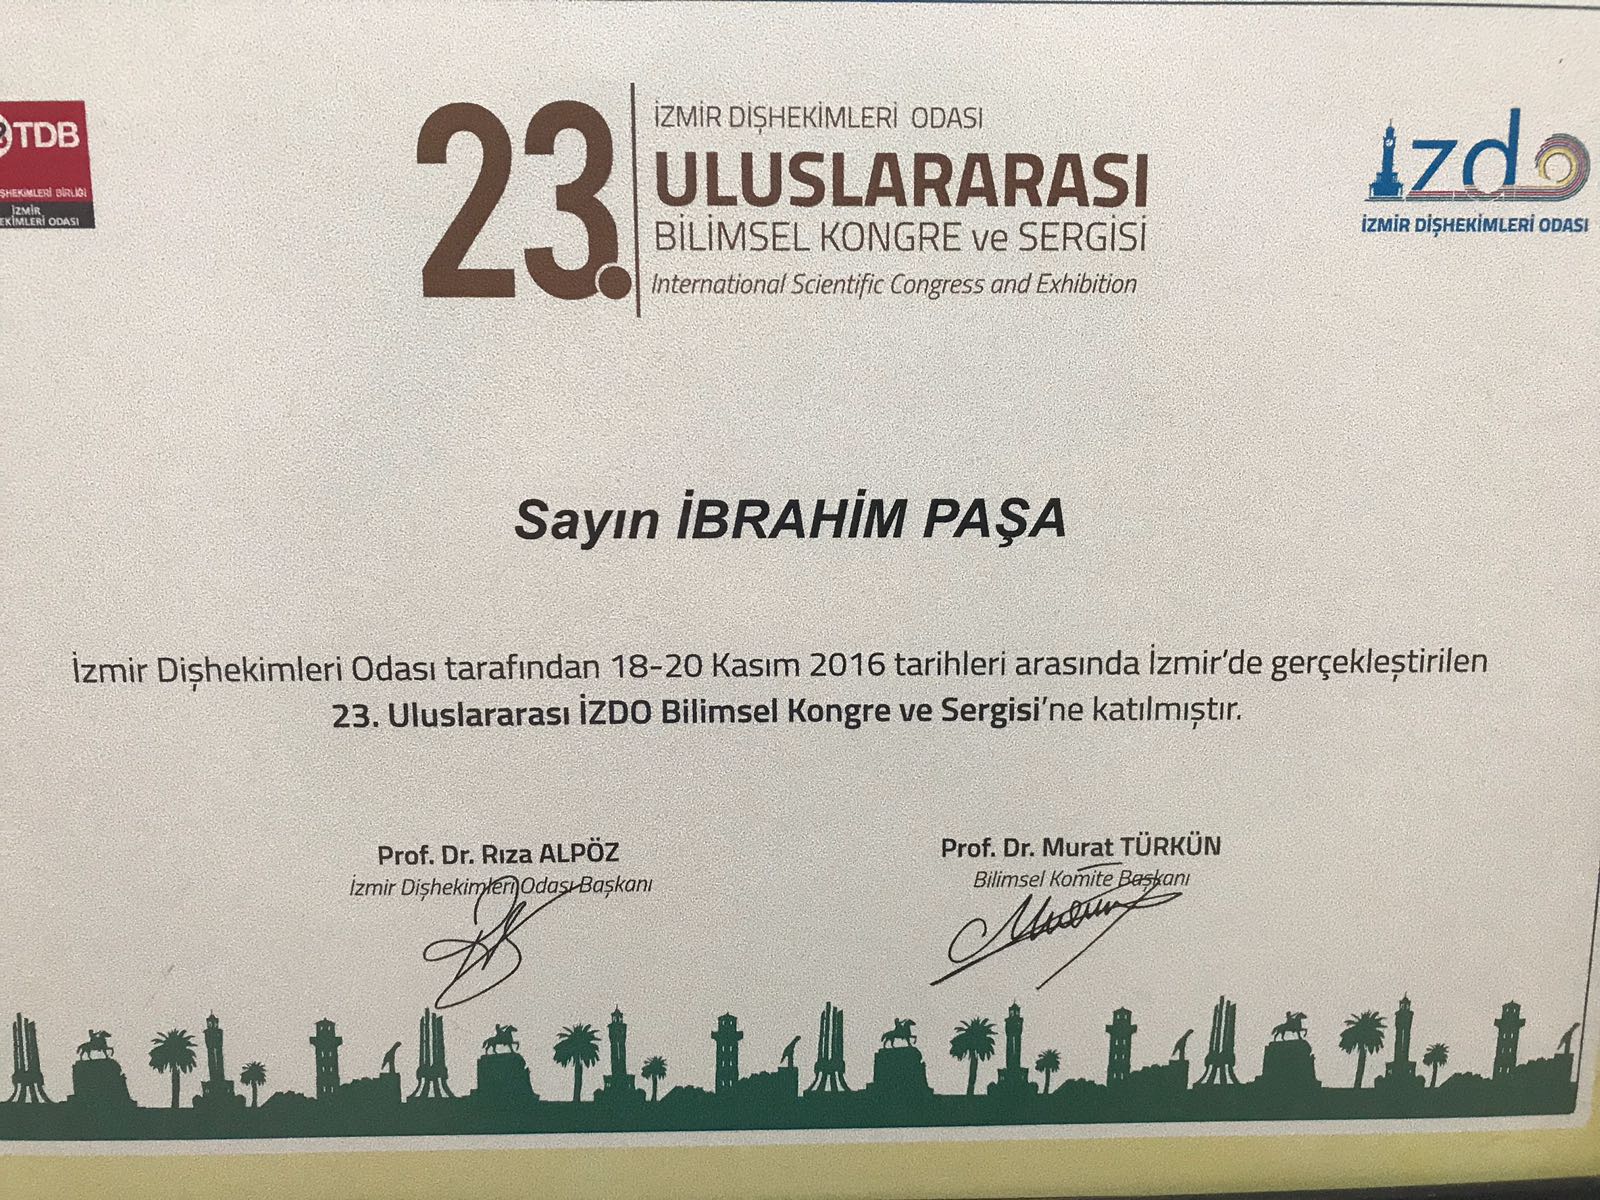 TDB
ŞHEKİMLERİ BİRLİĞİ
İZMİR
EKİMLERİ ODASI
23.
İZMİR DİŞHEKİMLERİ ODASI
ULUSLARARASI
BİLİMSEL KONGRE ve SERGİSİ
International Scientific Congress and Exhibition
izdo
İZMİR DİŞHEKİMLERİ ODASI
Sayın İBRAHİM PAŞA
İzmir Dişhekimleri Odası tarafından 18-20 Kasım 2016 tarihleri arasında İzmir'de gerçekleştirilen
23. Uluslararası İZDO Bilimsel Kongre ve Sergisi'ne katılmıştır.
Prof. Dr. Rıza ALPÖZ
İzmir Dişhekimleri Odası Başkanı
Prof. Dr. Murat TÜRKÜN
Bilimsel Komite Başkanı